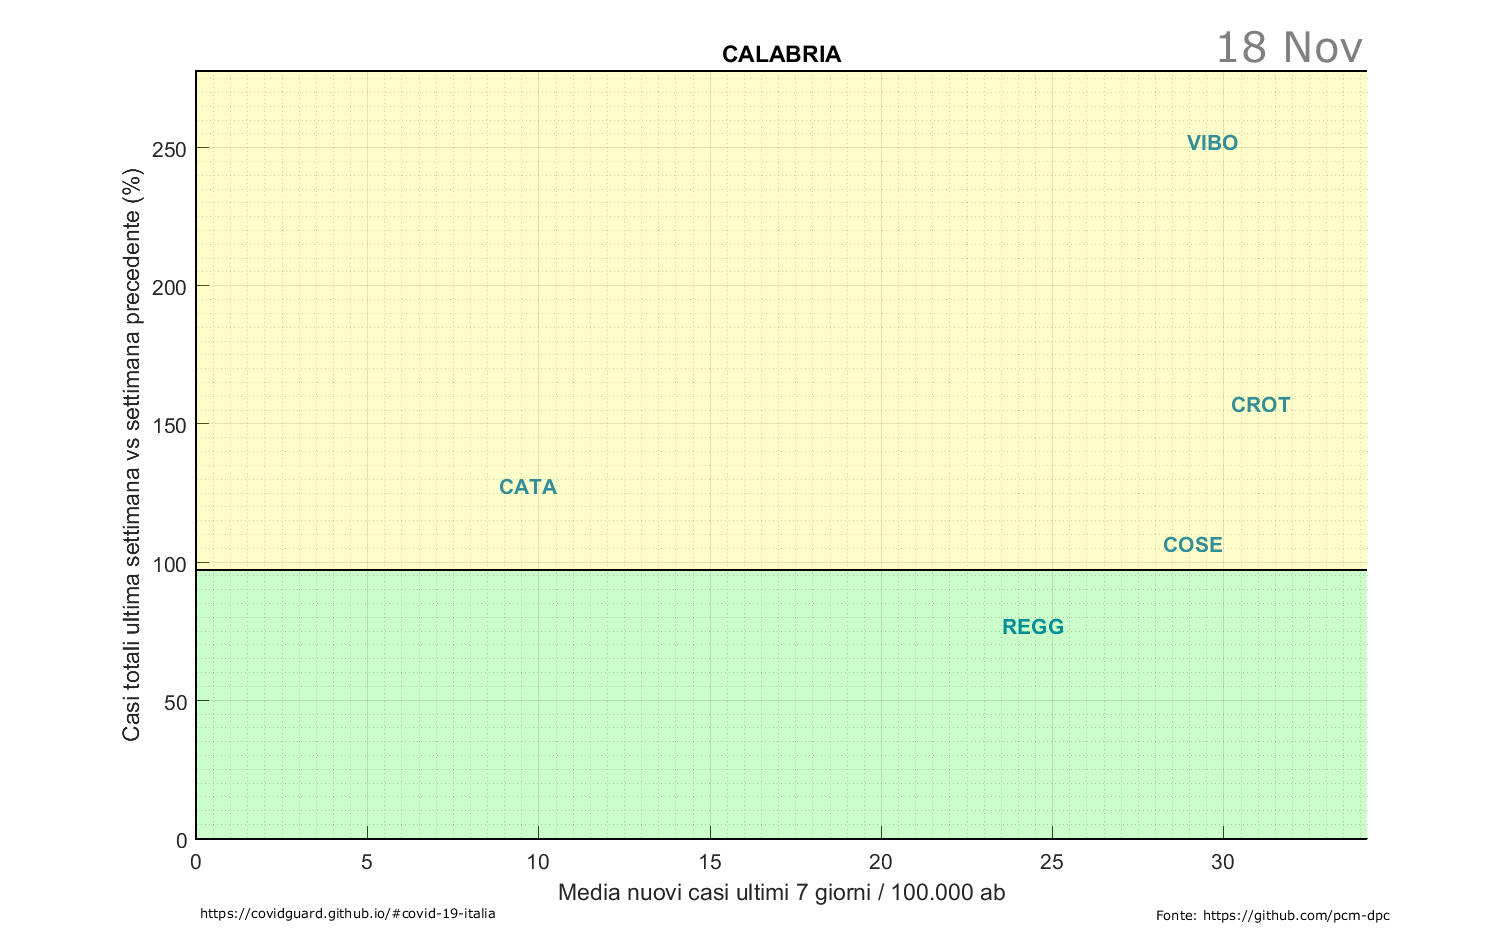 18 Nov
CALABRIA
Casi totali ultima settimana vs settimana precedente (%)
250
200
150
100
50
0
VIBO
CROT
CATA
COSE
REGG
0 5 10 15 20 25 30
Media nuovi casi ultimi 7 giorni / 100.000 ab
https://covidguard.github.io/#covid-19-italia
Fonte: https://github.com/pcm-dpc